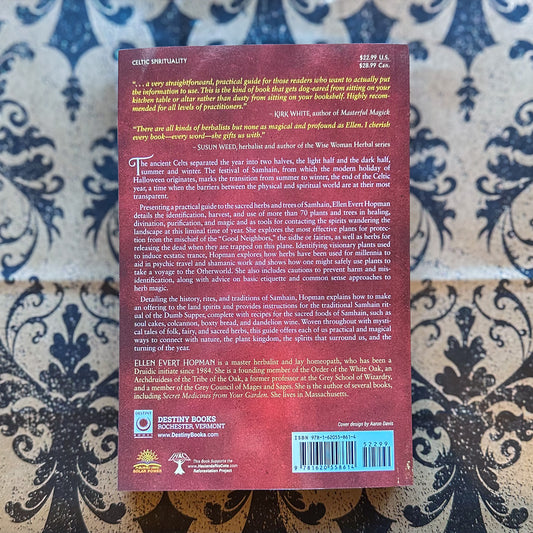 CELTIC SPIRITUALITY
$22.99 U.S.
$28.99 Can.
“. . . a very straightforward, practical guide for those readers who want to actually put
the information to use. This is the kind of book that gets dog-eared from sitting on your
kitchen table or altar rather than dusty from sitting on your bookshelf. Highly recom-
mended for all levels of practitioners.”
– KIRK WHITE, author of Masterful Magick
“There are all kinds of herbalists but none as magical and profound as Ellen. I cherish
every book—every word—she gifts us with.”
– SUSUN WEED, herbalist and author of the Wise Woman Herbal series
The ancient Celts separated the year into two halves, the light half and the dark half,
summer and winter. The festival of Samhain, from which the modern holiday of
Halloween originates, marks the transition from summer to winter, the end of the Celtic
year, a time when the barriers between the physical and spiritual world are at their most
transparent.
Presenting a practical guide to the sacred herbs and trees of Samhain, Ellen Evert Hopman
details the identification, harvest, and use of more than 70 plants and trees in healing,
divination, purification, and magic and as tools for contacting the spirits wandering the
landscape at this liminal time of year. She explores the most effective plants for protec-
tion from the mischief of the “Good Neighbors,” the sidhe or fairies, as well as herbs for
releasing the dead when they are trapped on this plane. Identifying visionary plants used
to induce ecstatic trance, Hopman explores how herbs have been used for millennia to
aid in psychic travel and shamanic work and shows how one might safely use plants to
take a voyage to the Otherworld. She also includes cautions to prevent harm and mis-
identification, along with advice on basic etiquette and common sense approaches to
herb magic.
Detailing the history, rites, and traditions of Samhain, Hopman explains how to make
an offering to the land spirits and provides instructions for the traditional Samhain rit-
ual of the Dumb Supper, complete with recipes for the sacred foods of Samhain, such as
soul cakes, colcannon, boxty bread, and dandelion wine. Woven throughout with mysti-
cal tales of folk, fairy, and sacred herbs, this guide offers each of us practical and magical
ways to connect with nature, the plant kingdom, the spirits that surround us, and the
turning of the year.
ELLEN EVERT HOPMAN is a master herbalist and lay homeopath, who has been a
Druidic initiate since 1984. She is a founding member of the Order of the White Oak, an
Archdruidess of the Tribe of the Oak, a former professor at the Grey School of Wizardry,
and a member of the Grey Council of Mages and Sages. She is the author of several books,
including Secret Medicines from Your Garden. She lives in Massachusetts.
Cover design by Aaron Davis
DESTINY
BOOKS
DESTINY BOOKS
ROCHESTER, VERMONT
www.DestinyBooks.com
SOLAR POWER
This Book Supports the
Reforestation Project
ISBN 978-1-62055-861-4
52299
9 781620 558614